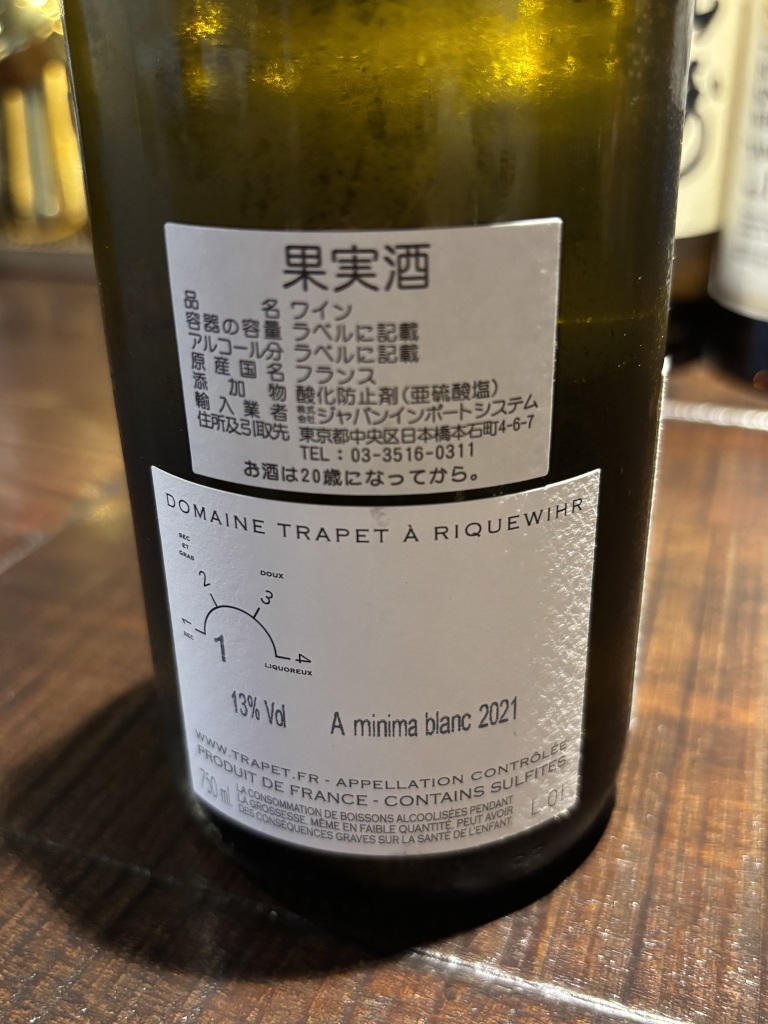 果実酒
品名 ワイン
容器の容量 ラベルに記載
アルコール分 ラベルに記載
原産国名 フランス
添加物 酸化防止剤(亜硫酸塩)
輸入業者 株式会社ジャパンインポートシステム
住所及引取先 東京都中央区日本橋本石町4-6-7
TEL:03-3516-0311
お酒は20歳になってから。
DOMAINE TRAPET À RIQUEWIHR
SEC
ET
GRAS
2
DOUX
3
1
SEC
1
4
LIQUOREUX
13% Vol
A minima blanc 2021
WWW.TRAPET.FR - APPELLATION CONTRÔLÉE
PRODUIT DE FRANCE - CONTAINS SULFITES
750 ml
LA CONSOMMATION DE BOISSONS ALCOOLISÉES PENDANT
LA GROSSESSE, MÊME EN FAIBLE QUANTITÉ, PEUT AVOIR
DES CONSÉQUENCES GRAVES SUR LA SANTÉ DE L'ENFANT.
L 01